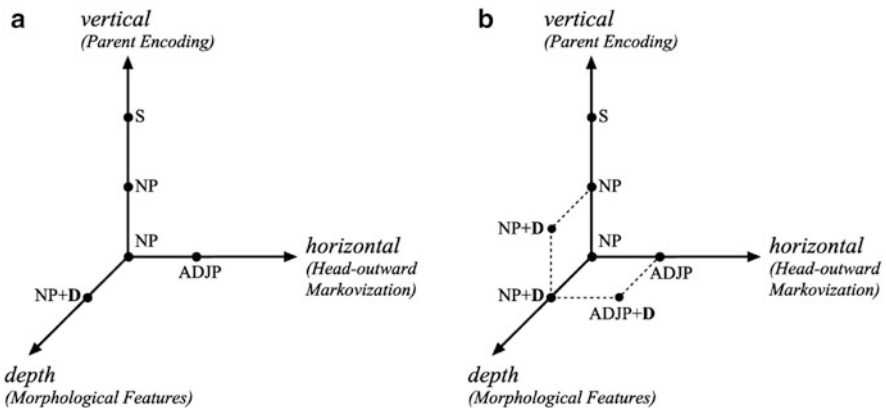 a
vertical
(Parent Encoding)
S
NP
NP
ADJP
horizontal
(Head-outward
Markovization)
NP+D
depth
(Morphological Features)
b
vertical
(Parent Encoding)
S
NP
NP+D
NP
ADJP
horizontal
(Head-outward
Markovization)
NP+D
ADJP+D
depth
(Morphological Features)